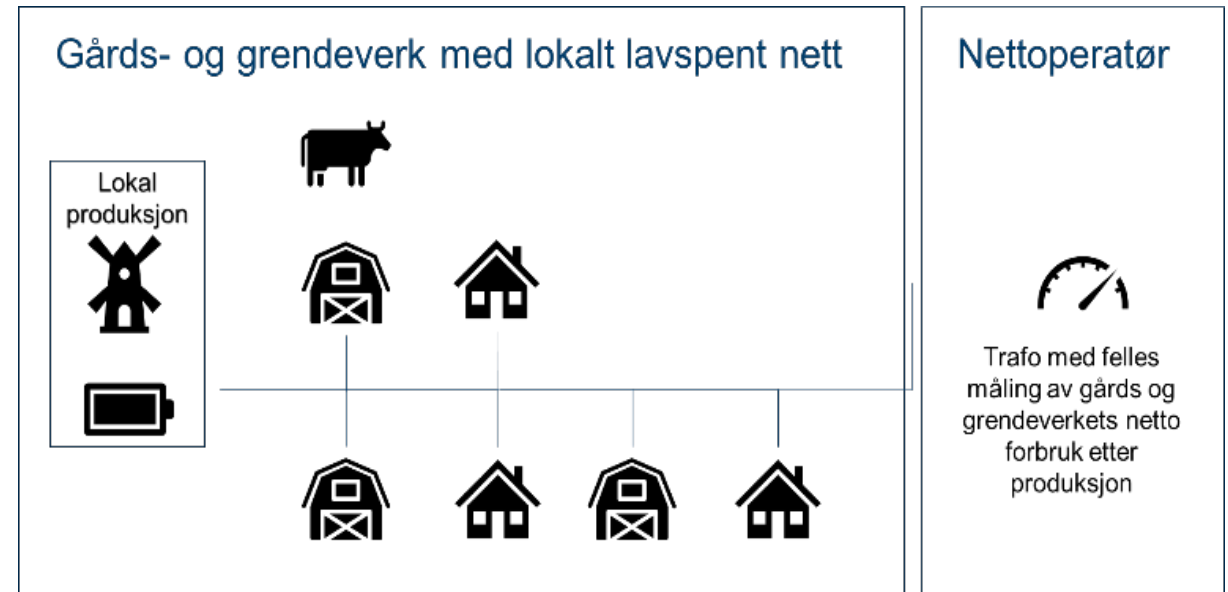 Gårds- og grendeverk med lokalt lavspent nett
Nettoperatør
Lokal
produksjon
Trafo med felles
måling av gårds og
grendeverkets netto
forbruk etter
produksjon